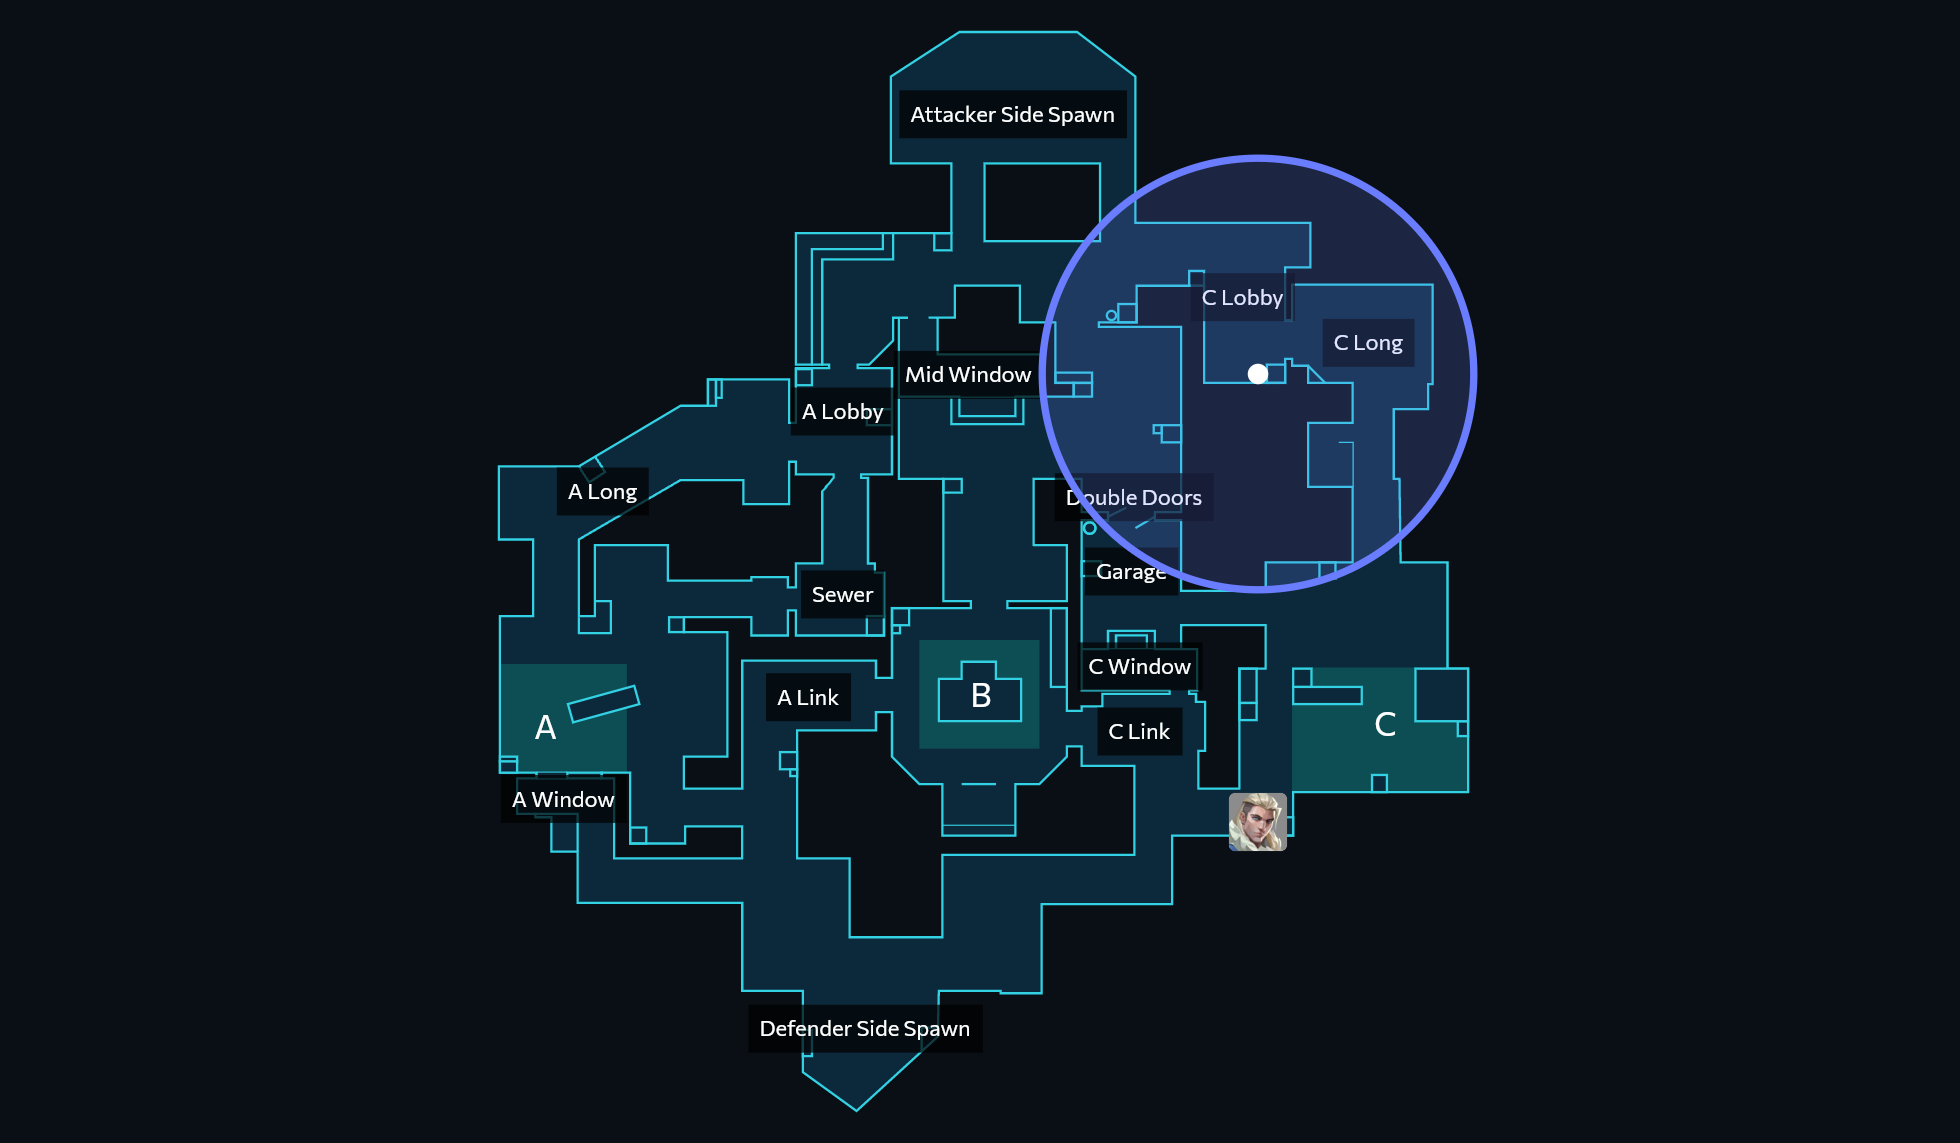 Attacker Side Spawn
C Lobby
C Long
Mid Window
A Lobby
A Long
Double Doors
Garage
Sewer
C Window
A Link
B
C Link
C
A
A Window
Defender Side Spawn